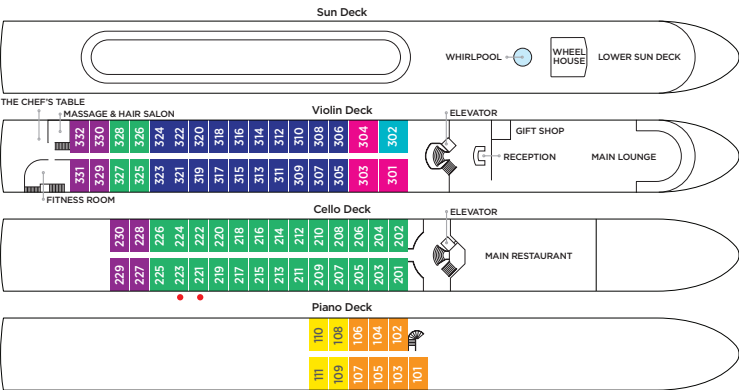 Sun Deck
WHIRLPOOL
WHEEL
HOUSE
LOWER SUN DECK
THE CHEF'S TABLE
MASSAGE & HAIR SALON
Violin Deck
ELEVATOR
332 330 328 326 324 322 320 318 316 314 312 310 308 306 304 302
GIFT SHOP
RECEPTION
MAIN LOUNGE
331 329 327 325 323 321 319 317 315 313 311 309 307 305 303 301
FITNESS ROOM
Cello Deck
ELEVATOR
230 228 226 224 222 220 218 216 214 212 210 208 206 204 202
MAIN RESTAURANT
229 227 225 223 221 219 217 215 213 211 209 207 205 203 201
Piano Deck
110 108 106 104 102
111 109 107 105 103 101